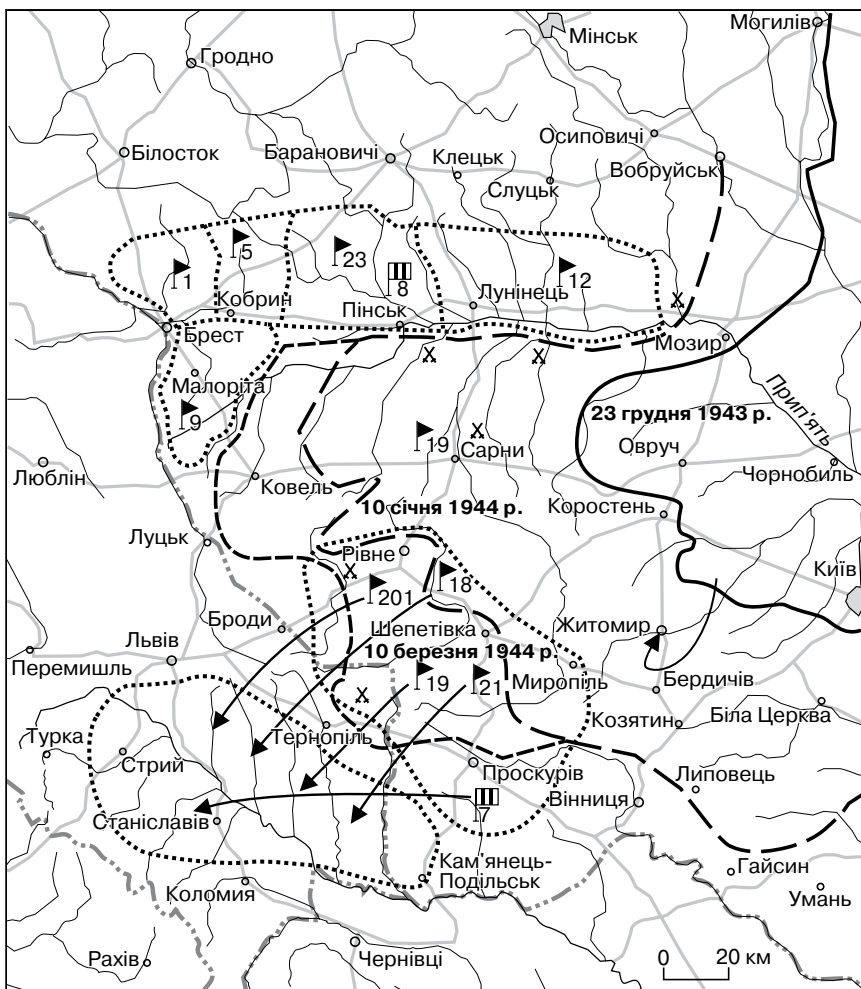 Могилів
Мінськ
Гродно
Осиповичі
Білосток
Барановичі
Клецьк
Вобруйськ
Слуцьк
5
23
1
8
12
Кобрин
Лунінець
Пінськ
Брест
Мозир
Малоріта
Прип'ять
9
23 грудня 1943 р.
19
Сарни
Овруч
Люблін
Чорнобиль
Ковель
10 січня 1944 р.
Коростень
Луцьк
Рівне
Київ
18
201
Броди
Шепетівка
Житомир
Львів
10 березня 1944 р.
Перемишль
19
21
Миропіль
Бердичів
Козятин
Біла Церква
Турка
Тернопіль
Стрий
Проскурів
Липовець
Вінниця
Станіславів
7
Кам'янець-
Подільськ
Гайсин
Коломия
Умань
Рахів
Чернівці
0 20 км